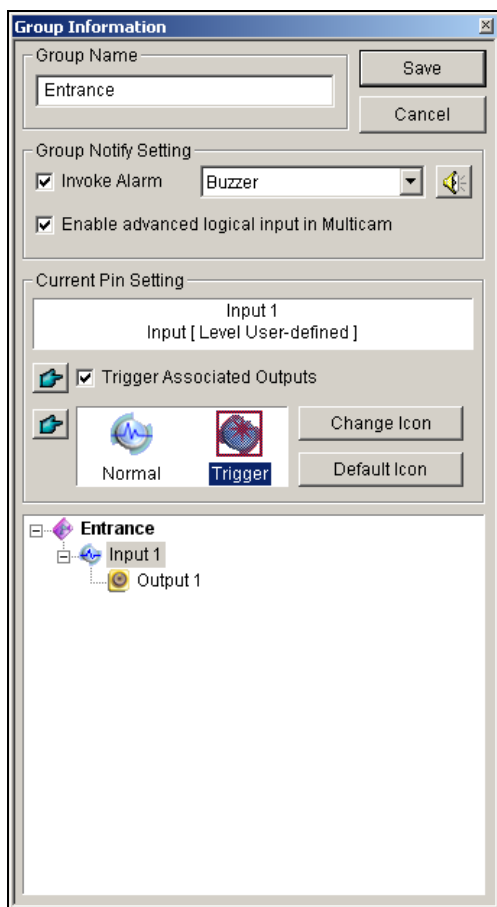 Group Information
Group Name
Save
Entrance
Cancel
Group Notify Setting
Invoke Alarm
Buzzer
Enable advanced logical input in Multicam
Current Pin Setting
Input 1
Input [ Level User-defined ]
Trigger Associated Outputs
Change Icon
Normal
Trigger
Default Icon
Entrance
Input 1
Output 1